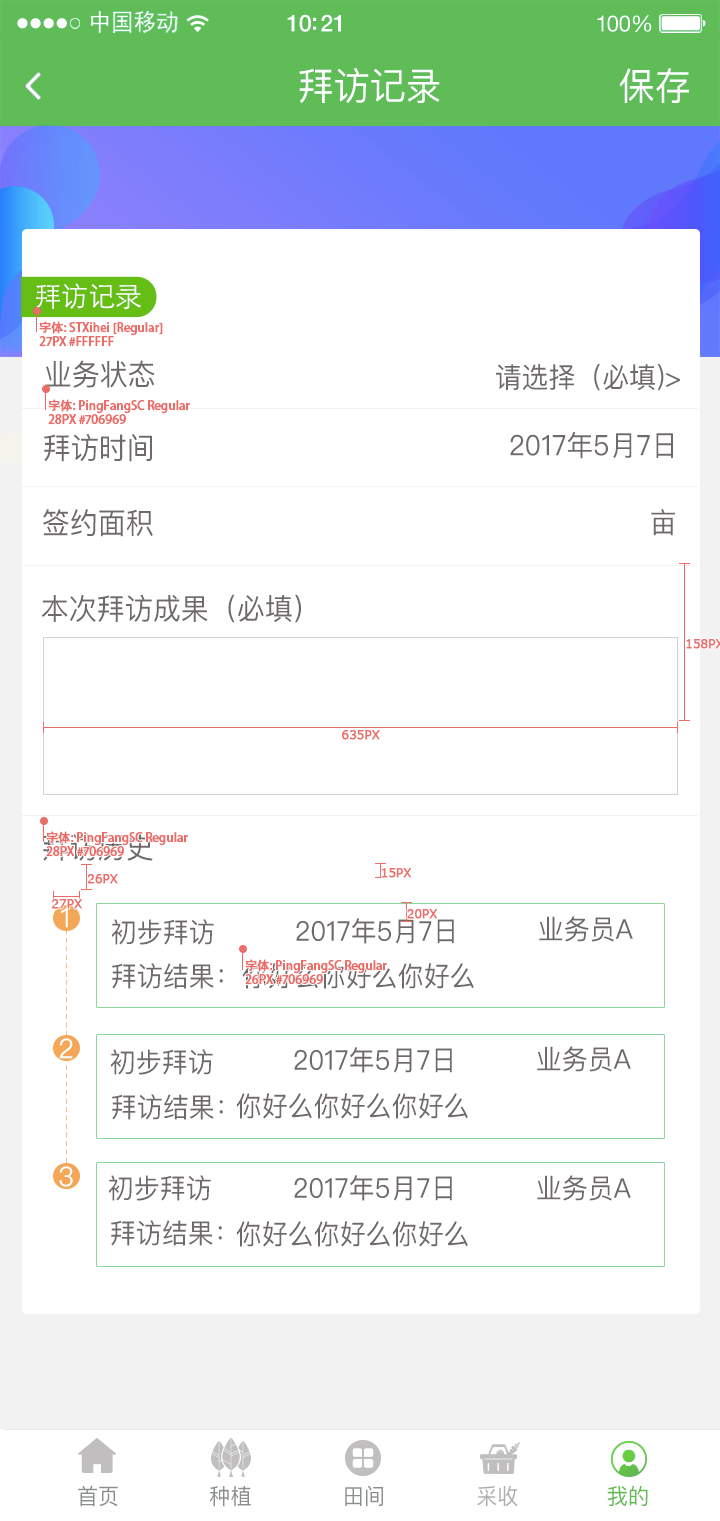 中国移动 10:21 100%
拜访记录 保存
拜访记录
字体: STXihei [Regular]
27PX #FFFFFF
业务状态 请选择（必填)>
字体: PingFangSC Regular
28PX #706969
拜访时间 2017年5月7日
签约面积 亩
本次拜访成果（必填）
158PX
635PX
字体: PingFangSC Regular
拜访历史
28PX #706969
15PX
26PX
27PX
20PX
1 初步拜访 2017年5月7日 业务员A
字体: PingFangSC Regular
拜访结果：你好么你好么你好么
26PX #706969
2 初步拜访 2017年5月7日 业务员A
拜访结果：你好么你好么你好么
3 初步拜访 2017年5月7日 业务员A
拜访结果：你好么你好么你好么
首页 种植 田间 采收 我的